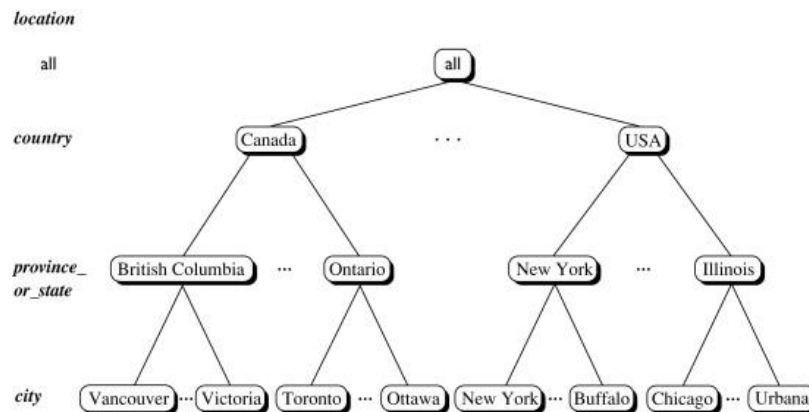 location
all all
country Canada ... USA
province_ British Columbia ... Ontario New York ... Illinois
or_state
city Vancouver ... Victoria Toronto ... Ottawa New York ... Buffalo Chicago ... Urbana